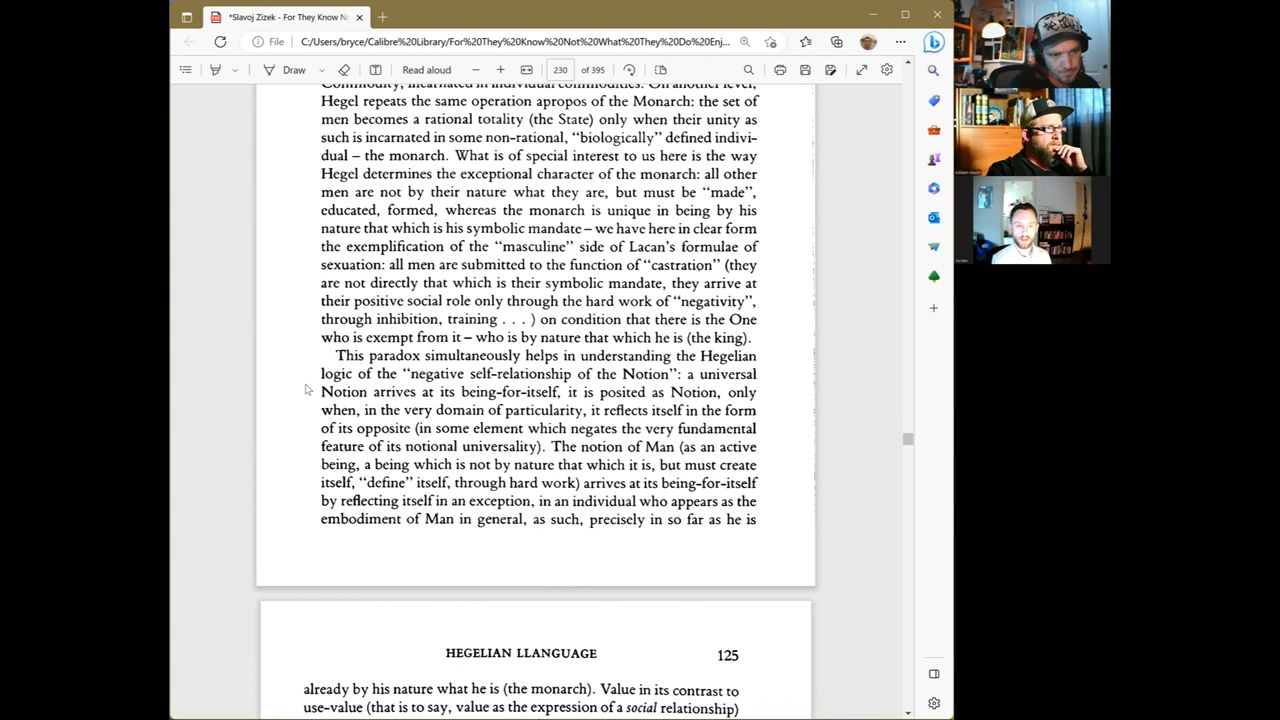 *Slavoj Zizek - For They Know No
File
C:/Users/bryce/Calibre%20Library/For%20They%20Know%20Not%20What%20They%20Do%20Enj...
Draw
Read aloud
230
of 395
Commodity, incarnated in individual commodities. On another level,
Hegel repeats the same operation apropos of the Monarch: the set of
men becomes a rational totality (the State) only when their unity as
such is incarnated in some non-rational, “biologically” defined indivi-
dual – the monarch. What is of special interest to us here is the way
Hegel determines the exceptional character of the monarch: all other
men are not by their nature what they are, but must be “made”,
educated, formed, whereas the monarch is unique in being by his
nature that which is his symbolic mandate – we have here in clear form
the exemplification of the “masculine” side of Lacan’s formulae of
sexuation: all men are submitted to the function of “castration” (they
are not directly that which is their symbolic mandate, they arrive at
their positive social role only through the hard work of “negativity”,
through inhibition, training . . . ) on condition that there is the One
who is exempt from it – who is by nature that which he is (the king).
This paradox simultaneously helps in understanding the Hegelian
logic of the “negative self-relationship of the Notion”: a universal
Notion arrives at its being-for-itself, it is posited as Notion, only
when, in the very domain of particularity, it reflects itself in the form
of its opposite (in some element which negates the very fundamental
feature of its notional universality). The notion of Man (as an active
being, a being which is not by nature that which it is, but must create
itself, “define” itself, through hard work) arrives at its being-for-itself
by reflecting itself in an exception, in an individual who appears as the
embodiment of Man in general, as such, precisely in so far as he is
HEGELIAN LLANGUAGE 125
already by his nature what he is (the monarch). Value in its contrast to
use-value (that is to say, value as the expression of a social relationship)
Jordan